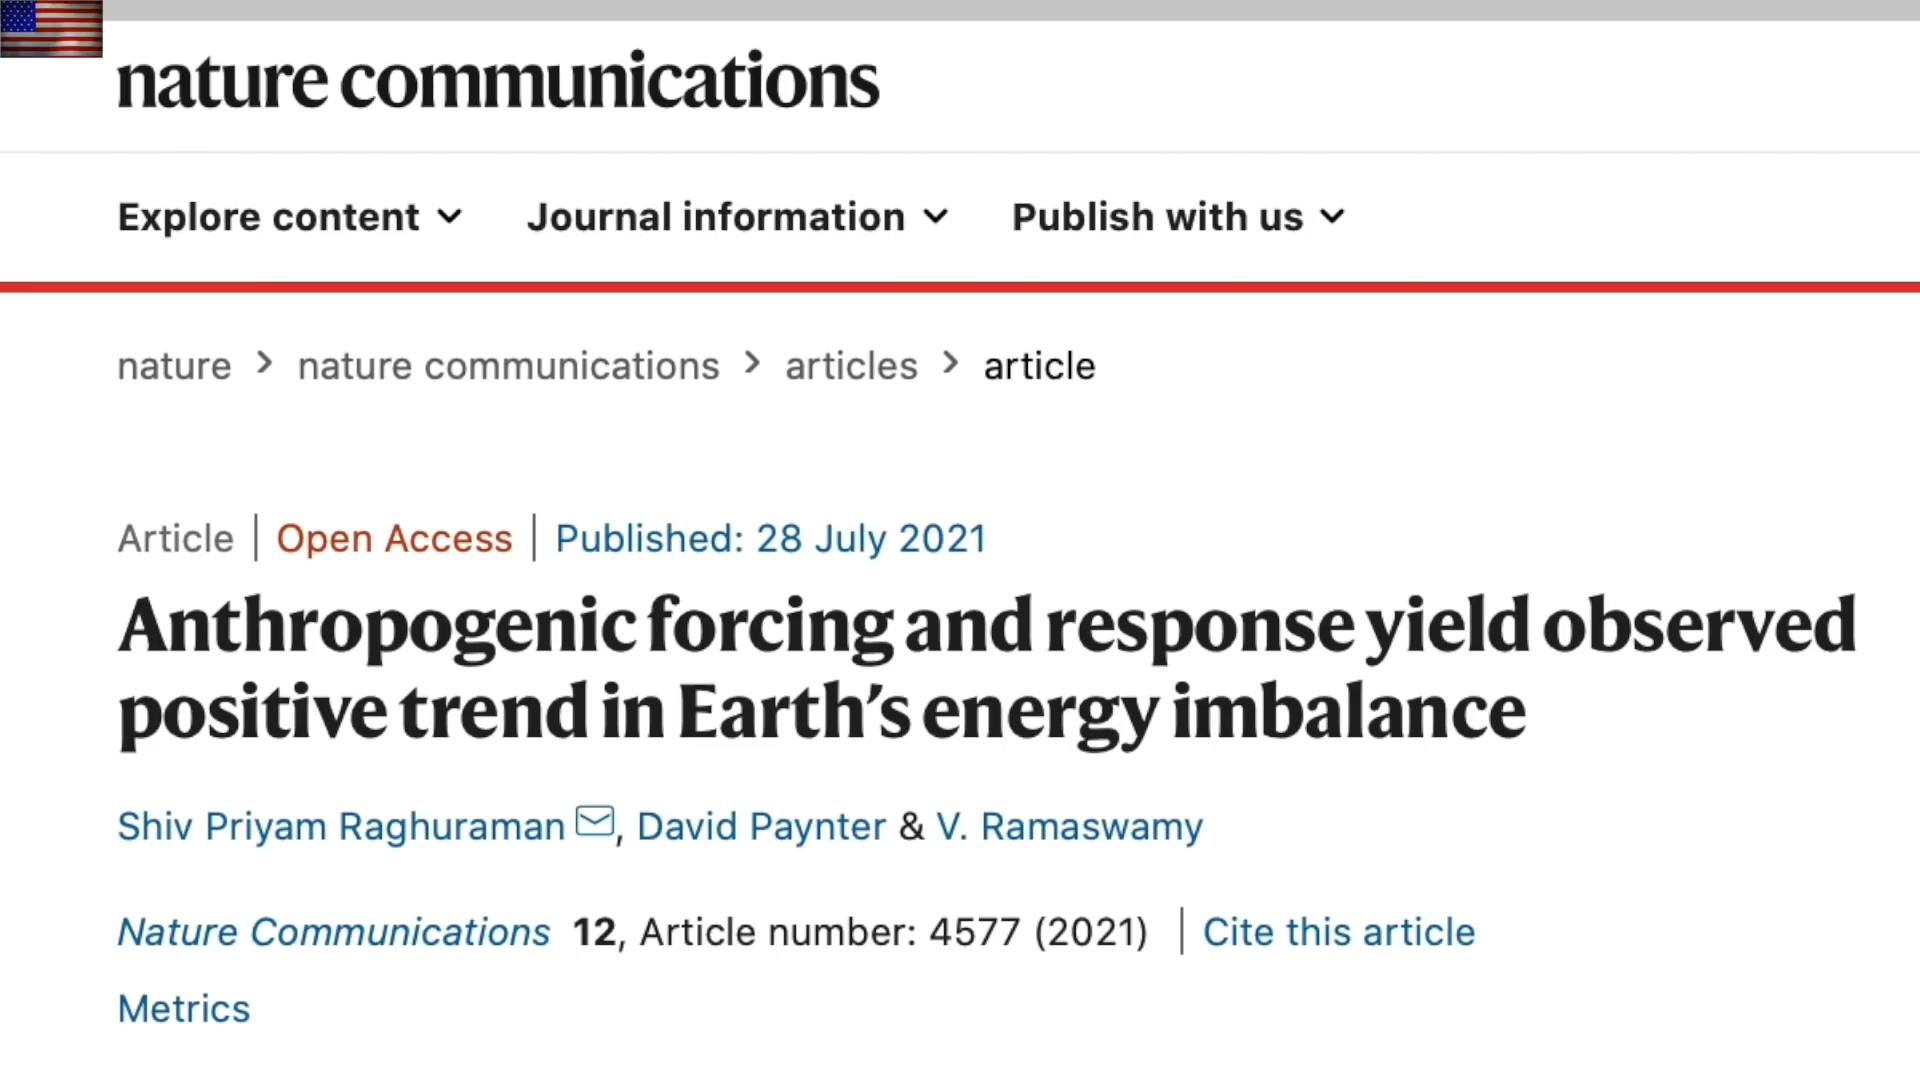 nature communications
Explore content Journal information Publish with us
nature > nature communications > articles > article
Article | Open Access | Published: 28 July 2021
Anthropogenic forcing and response yield observed
positive trend in Earth’s energy imbalance
Shiv Priyam Raghuraman, David Paynter & V. Ramaswamy
Nature Communications 12, Article number: 4577 (2021) | Cite this article
Metrics